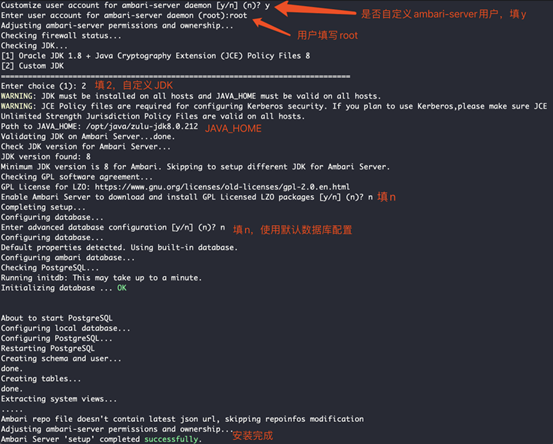 Customize user account for ambari-server daemon [y/n] (n)? y
是否自定义ambari-server用户，填y
Enter user account for ambari-server daemon (root):root
Adjusting ambari-server permissions and ownership...
用户填写root
Checking firewall status...
Checking JDK...
[1] Oracle JDK 1.8 + Java Cryptography Extension (JCE) Policy Files 8
[2] Custom JDK
==============================================================================
Enter choice (1): 2 填2，自定义JDK
WARNING: JDK must be installed on all hosts and JAVA_HOME must be valid on all hosts.
WARNING: JCE Policy files are required for configuring Kerberos security. If you plan to use Kerberos,please make sure JCE
Unlimited Strength Jurisdiction Policy Files are valid on all hosts.
Path to JAVA_HOME: /opt/java/zulu-jdk8.0.212 JAVA_HOME
Validating JDK on Ambari Server...done.
Check JDK version for Ambari Server...
JDK version found: 8
Minimum JDK version is 8 for Ambari. Skipping to setup different JDK for Ambari Server.
Checking GPL software agreement...
GPL License for LZO: https://www.gnu.org/licenses/old-licenses/gpl-2.0.en.html
Enable Ambari Server to download and install GPL Licensed LZO packages [y/n] (n)? n 填n
Completing setup...
Configuring database...
Enter advanced database configuration [y/n] (n)? n 填n，使用默认数据库配置
Configuring database...
Default properties detected. Using built-in database.
Configuring ambari database...
Checking PostgreSQL...
Running initdb: This may take up to a minute.
Initializing database ... OK
About to start PostgreSQL
Configuring local database...
Configuring PostgreSQL...
Restarting PostgreSQL
Creating schema and user...
done.
Creating tables...
done.
Extracting system views...
.....
Ambari repo file doesn't contain latest json url, skipping repoinfos modification
Adjusting ambari-server permissions and ownership...
Ambari Server 'setup' completed successfully. 安装完成